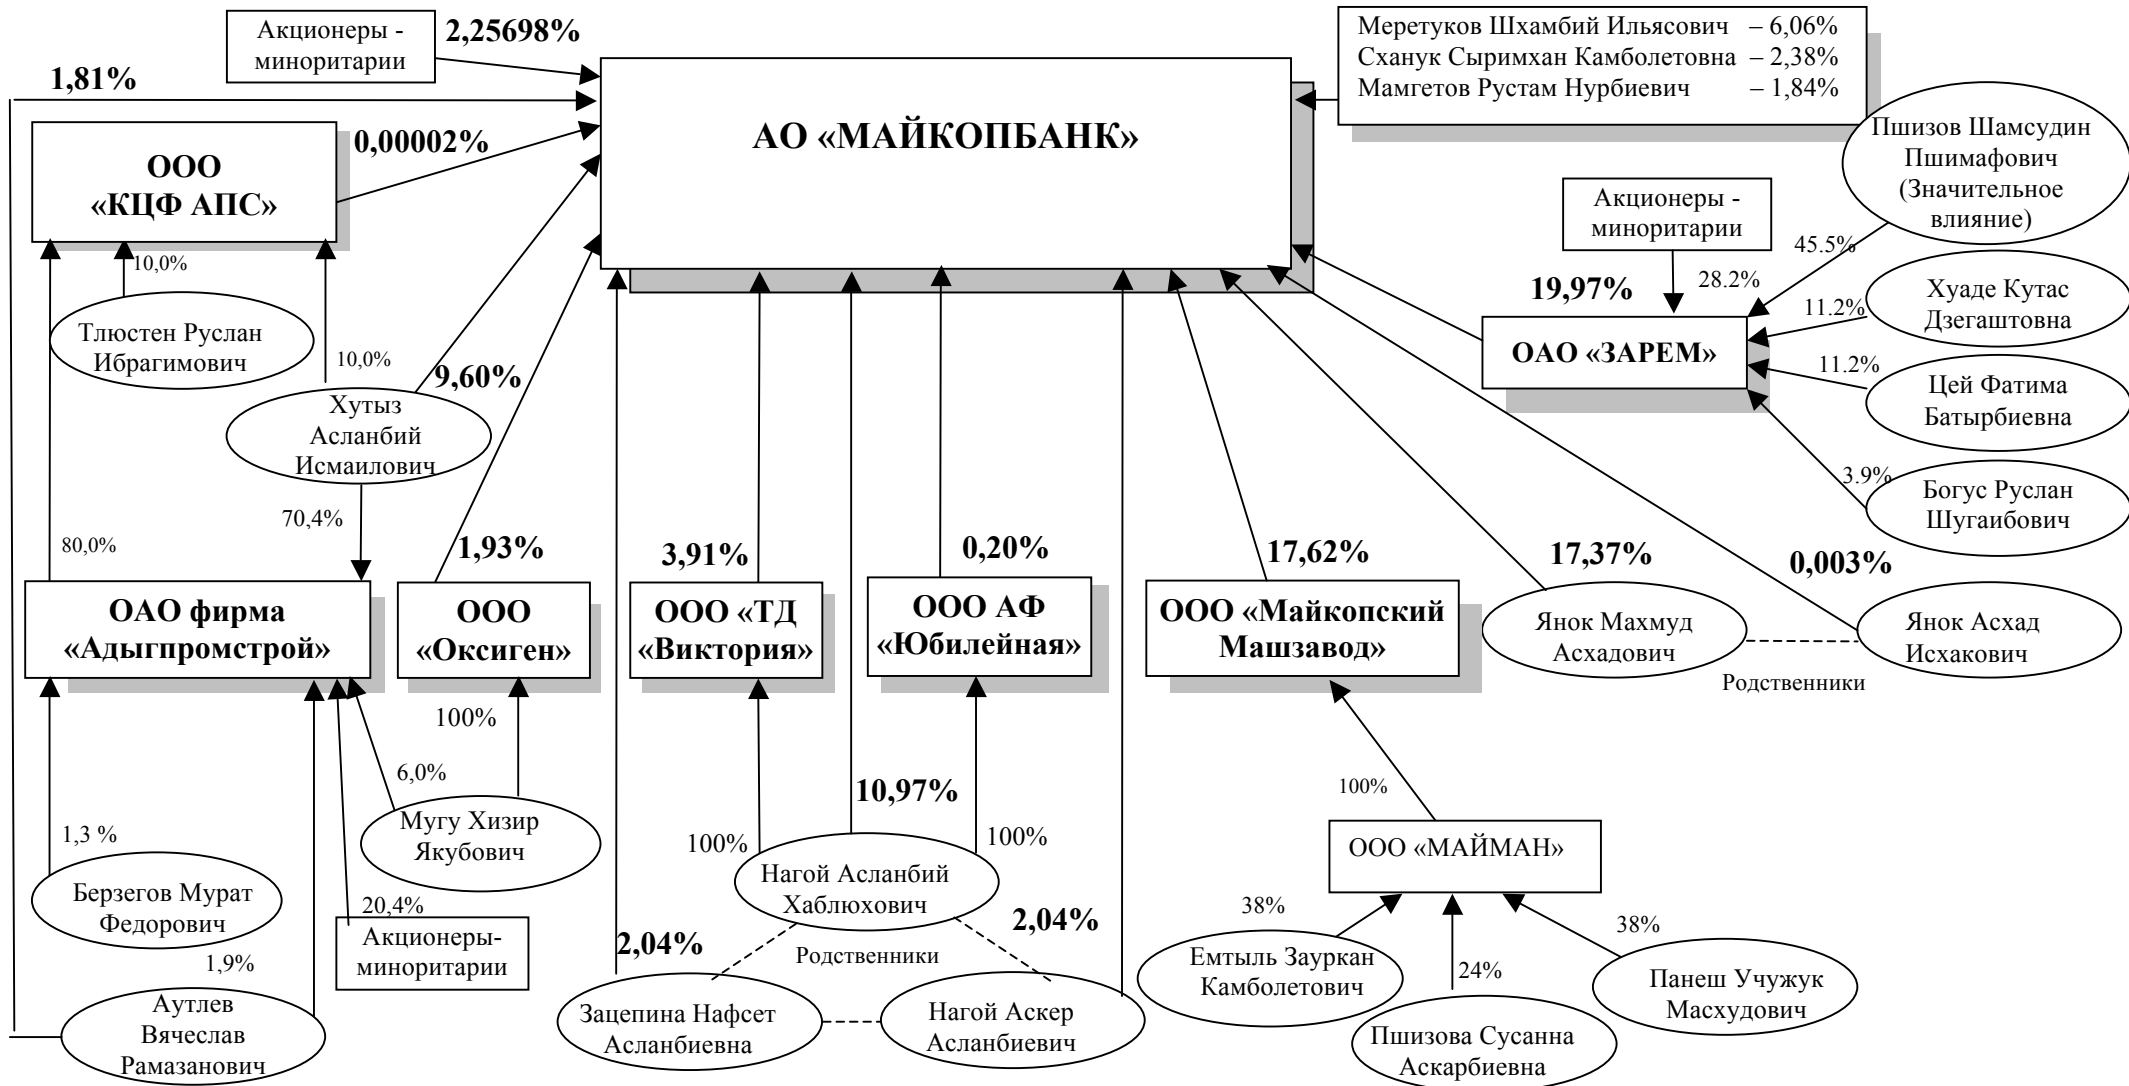 Акционеры -
миноритарии
2,25698%
Меретуков Шхамбий Ильясович – 6,06%
Сханук Сыримхан Камболетовна – 2,38%
Мамгетов Рустам Нурбиевич – 1,84%
1,81%
АО «МАЙКОПБАНК»
0,00002%
ООО
«КЦФ АПС»
Пшизов Шамсудин
Пшимафович
(Значительное
влияние)
Акционеры -
миноритарии
45.5%
28.2%
10,0%
19,97%
11.2%
Хуаде Кутас
Дзегаштовна
Тлюстен Руслан
Ибрагимович
ОАО «ЗАРЕМ»
10,0%
9,60%
11.2%
Цей Фатима
Батырбиевна
Хутыз
Асланбий
Исмаилович
3.9%
Богус Руслан
Шугаибович
70,4%
80,0%
1,93%
3,91%
0,20%
17,62%
17,37%
0,003%
ОАО фирма
«Адыгпромстрой»
ООО
«Оксиген»
ООО «ТД
«Виктория»
ООО АФ
«Юбилейная»
ООО «Майкопский
Машзавод»
Янок Махмуд
Асхадович
Янок Асхад
Исхакович
Родственники
100%
6,0%
10,97%
100%
1,3 %
Мугу Хизир
Якубович
100%
100%
ООО «МАЙМАН»
Берзегов Мурат
Федорович
Нагой Асланбий
Хаблюхович
20,4%
Акционеры-
миноритарии
2,04%
2,04%
Родственники
38%
38%
1,9%
24%
Емтыль Зауркан
Камболетович
Панеш Учужук
Масхудович
Аутлев
Вячеслав
Рамазанович
Зацепина Нафсет
Асланбиевна
Нагой Аскер
Асланбиевич
Пшизова Сусанна
Аскарбиевна